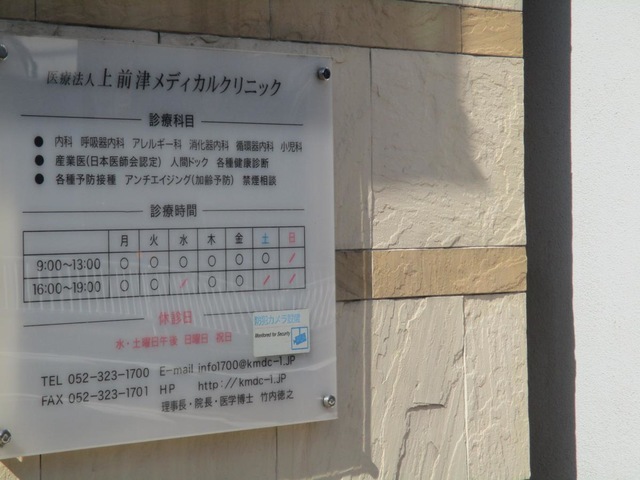 医療法人上前津メディカルクリニック
診療科目
● 内科 呼吸器内科 アレルギー科 消化器内科 循環器内科 小児科
● 産業医(日本医師会認定) 人間ドック 各種健康診断
● 各種予防接種 アンチエイジング(加齢予防) 禁煙相談
診療時間
月 火 水 木 金 土 日
9:00〜13:00 ○ ○ ○ ○ ○ ○ /
16:00〜19:00 ○ ○ / ○ ○ / /
休診日
水・土曜日午後 日曜日 祝日
防犯カメラ設置
Monitored for Security
TEL 052-323-1700 E-mail info1700@kmdc-1.JP
FAX 052-323-1701 HP http://kmdc-1.JP
理事長・院長・医学博士 竹内徳之